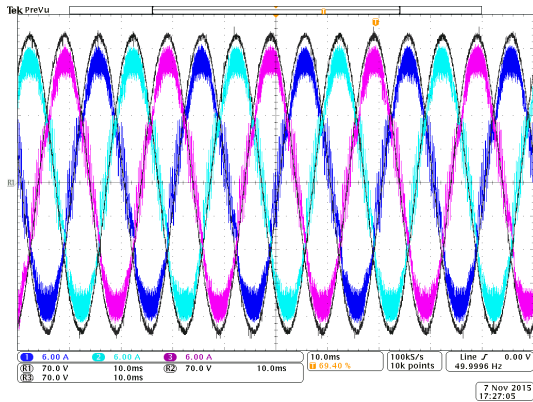 Tek PreVu
T
T
R3
1 6.00 A 2 6.00 A 3 6.00 A
R1 70.0 V 10.0ms R2 70.0 V 10.0ms
R3 70.0 V 10.0ms
10.0ms
T 69.40 %
100kS/s
10k points
Line 0.00 V
49.9996 Hz
7 Nov 2015
17:27:05